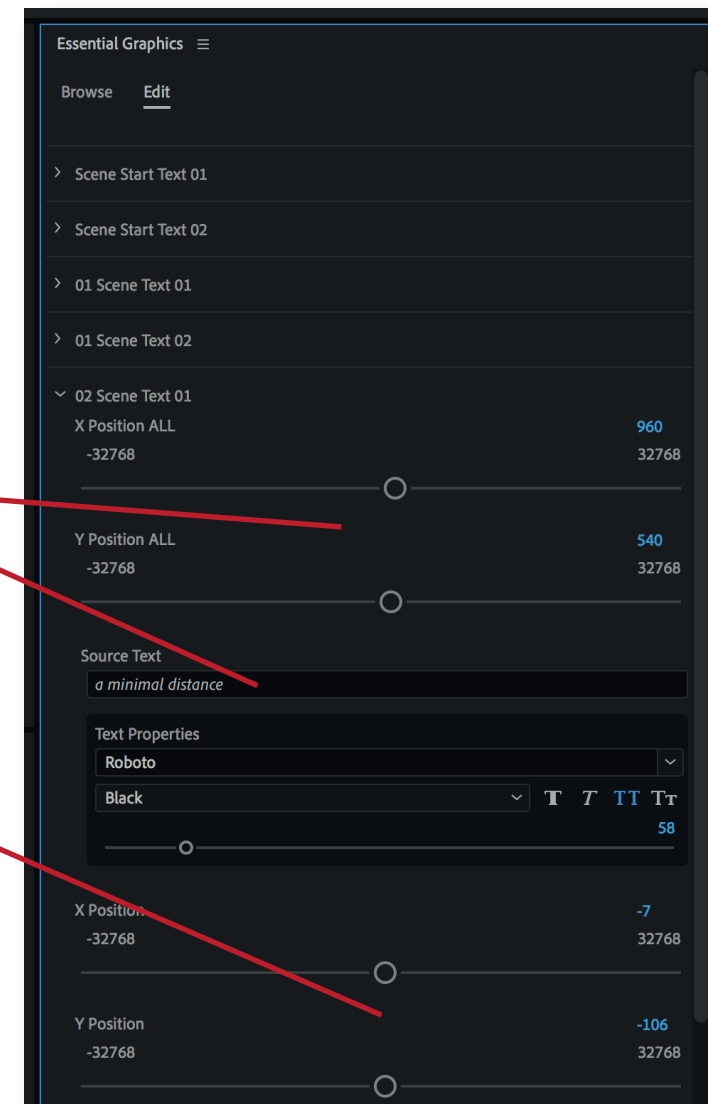 Essential Graphics
Browse Edit
Scene Start Text 01
Scene Start Text 02
01 Scene Text 01
01 Scene Text 02
02 Scene Text 01
X Position ALL 960
-32768 32768
Y Position ALL 540
-32768 32768
Source Text
a minimal distance
Text Properties
Roboto
Black T T TT Tт
58
X Position -7
-32768 32768
Y Position -106
-32768 32768